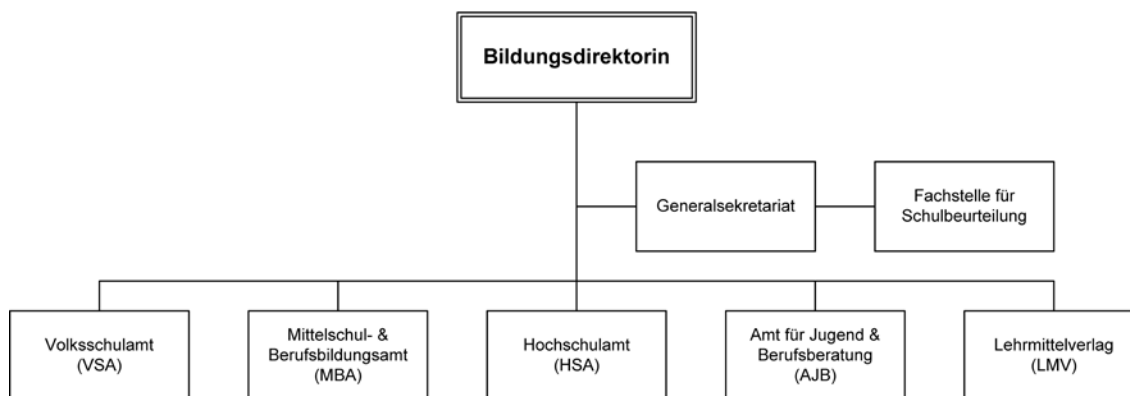 Bildungsdirektorin
Generalsekretariat
Fachstelle für
Schulbeurteilung
Volksschulamt
(VSA)
Mittelschul- &
Berufsbildungsamt
(MBA)
Hochschulamt
(HSA)
Amt für Jugend &
Berufsberatung
(AJB)
Lehrmittelverlag
(LMV)